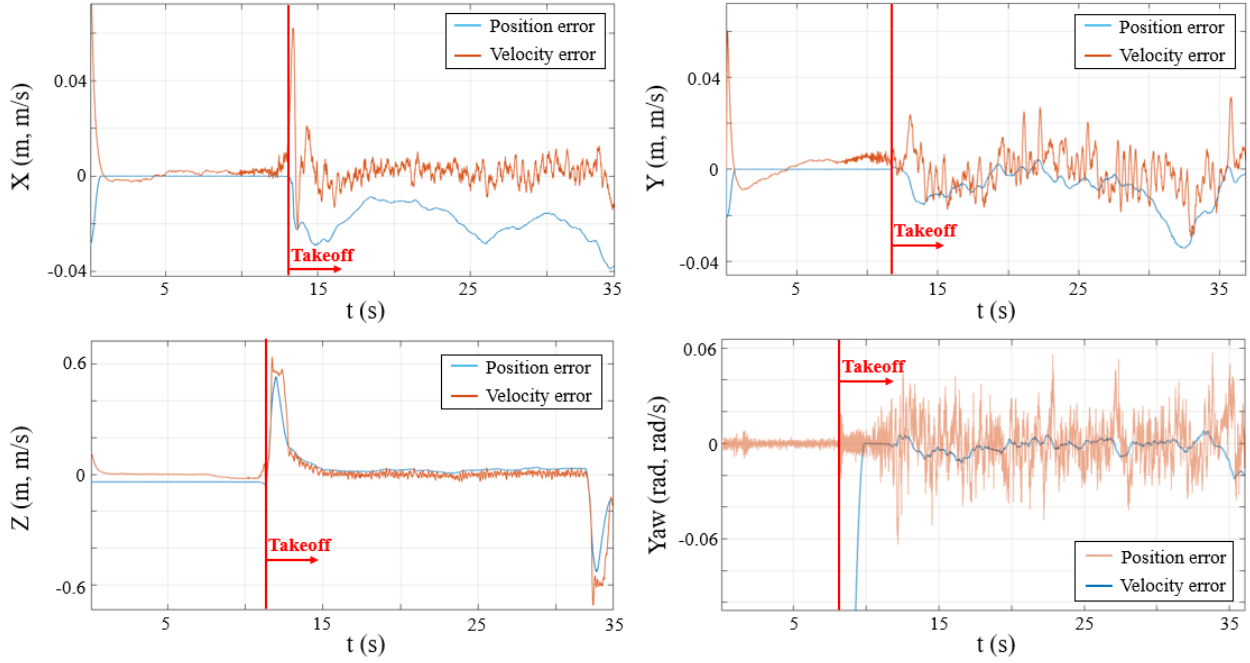 X (m, m/s)
Position error
Velocity error
0.04
0
-0.04
Takeoff
5
15
25
35
t (s)
Y (m, m/s)
Position error
Velocity error
0.04
0
-0.04
Takeoff
5
15
25
35
t (s)
Z (m, m/s)
Position error
Velocity error
0.6
0
-0.6
Takeoff
5
15
25
35
t (s)
Yaw (rad, rad/s)
0.06
0
-0.06
Takeoff
Position error
Velocity error
5
15
25
35
t (s)